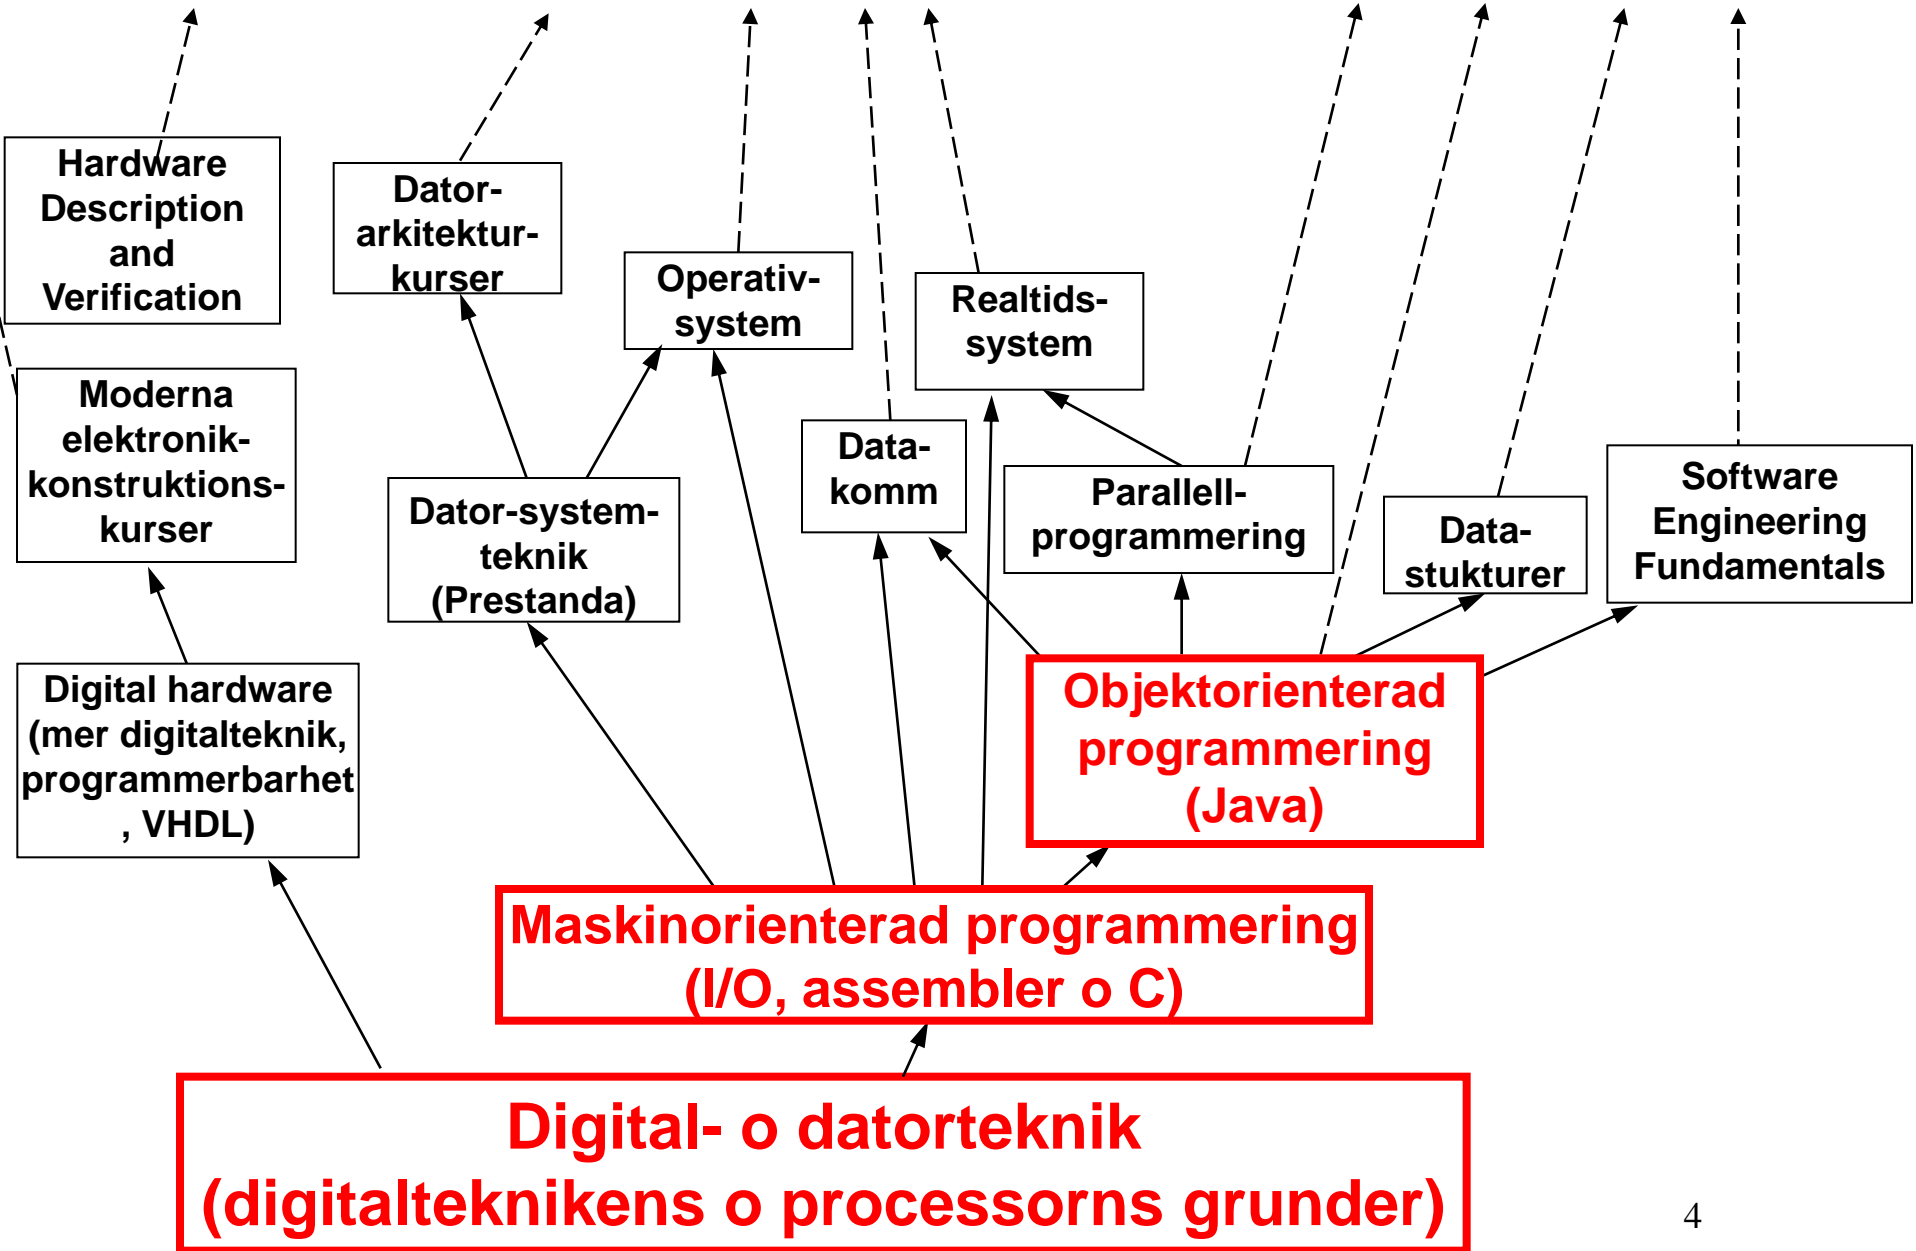 Hardware
Description
and
Verification
Dator-
arkitektur-
kurser
Operativ-
system
Realtids-
system
Moderna
elektronik-
konstruktions-
kurser
Dator-system-
teknik
(Prestanda)
Data-
komm
Parallell-
programmering
Data-
stukturer
Software
Engineering
Fundamentals
Digital hardware
(mer digitalteknik,
programmerbarhet
, VHDL)
Objektorienterad
programmering
(Java)
Maskinorienterad programmering
(I/O, assembler o C)
Digital- o datorteknik
(digitalteknikens o processorns grunder)
4